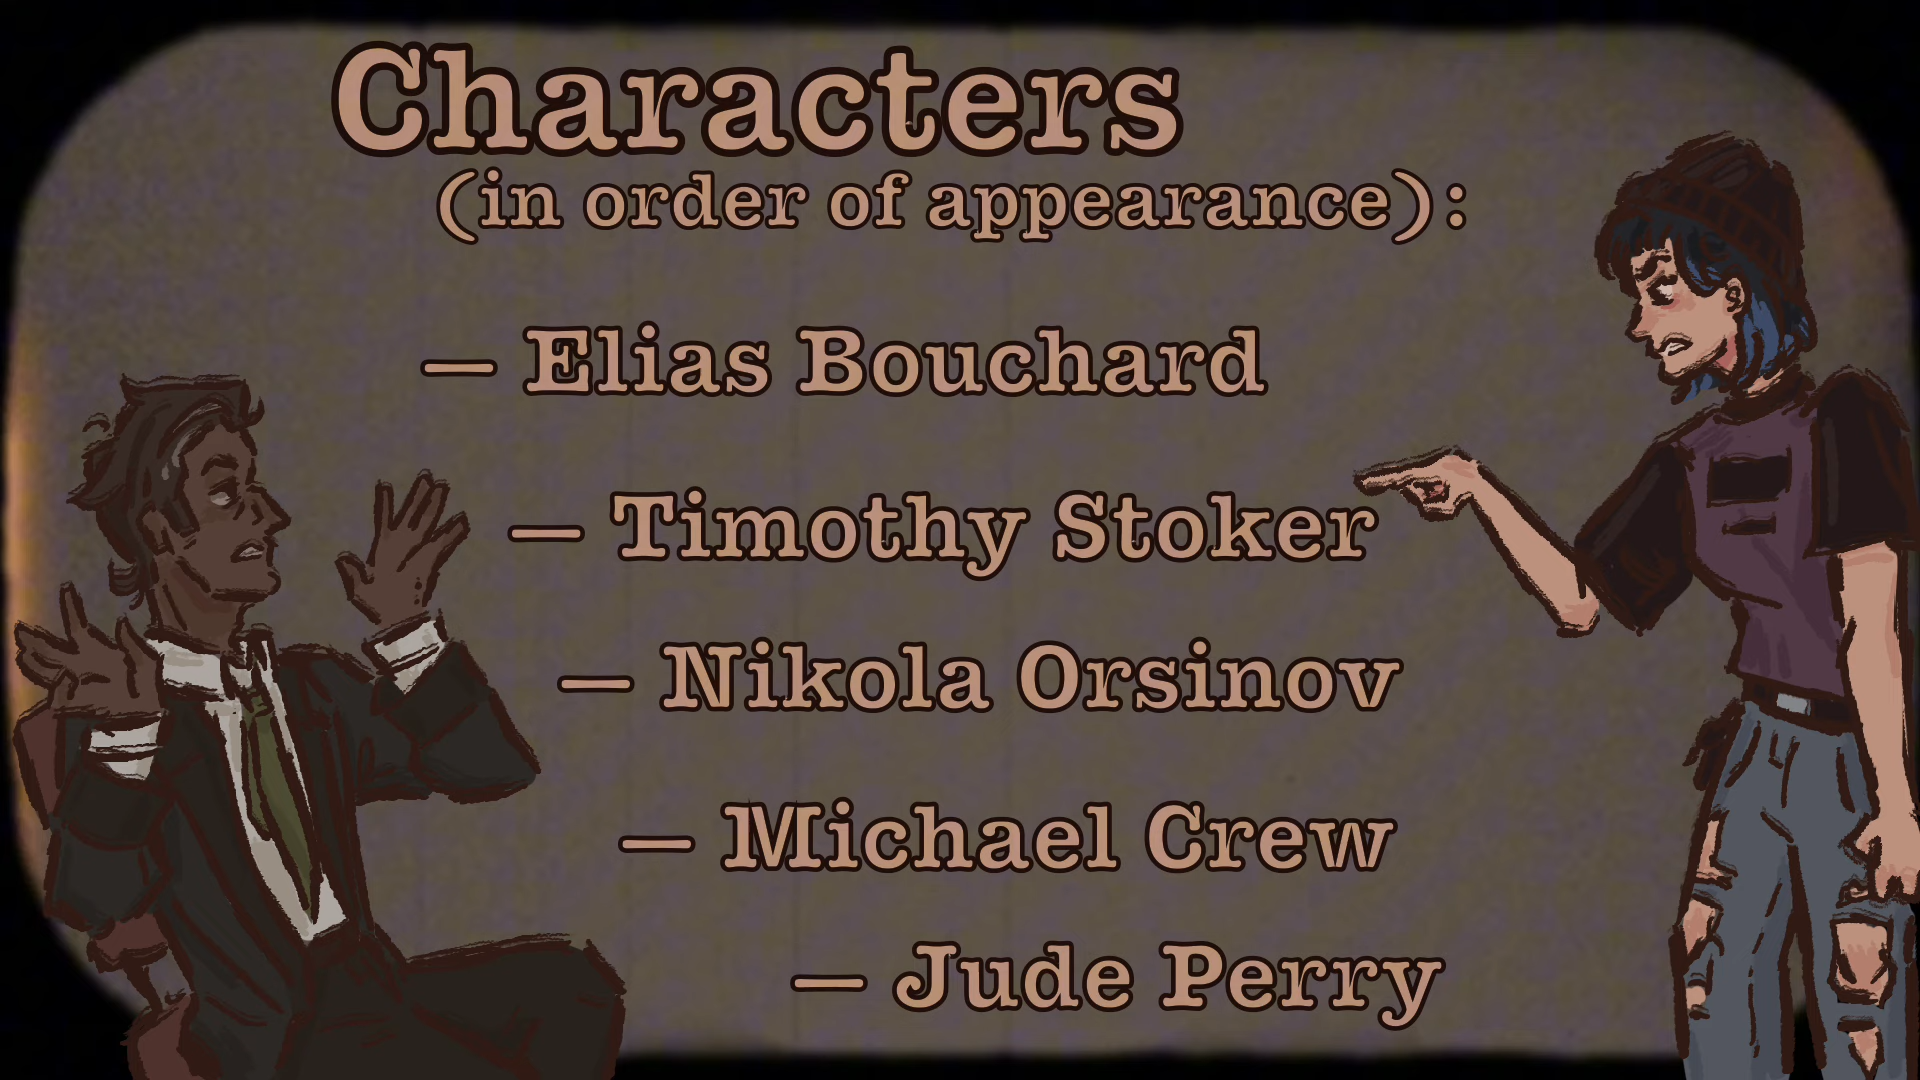 Characters
(in order of appearance):
— Elias Bouchard
— Timothy Stoker
— Nikola Orsinov
— Michael Crew
— Jude Perry